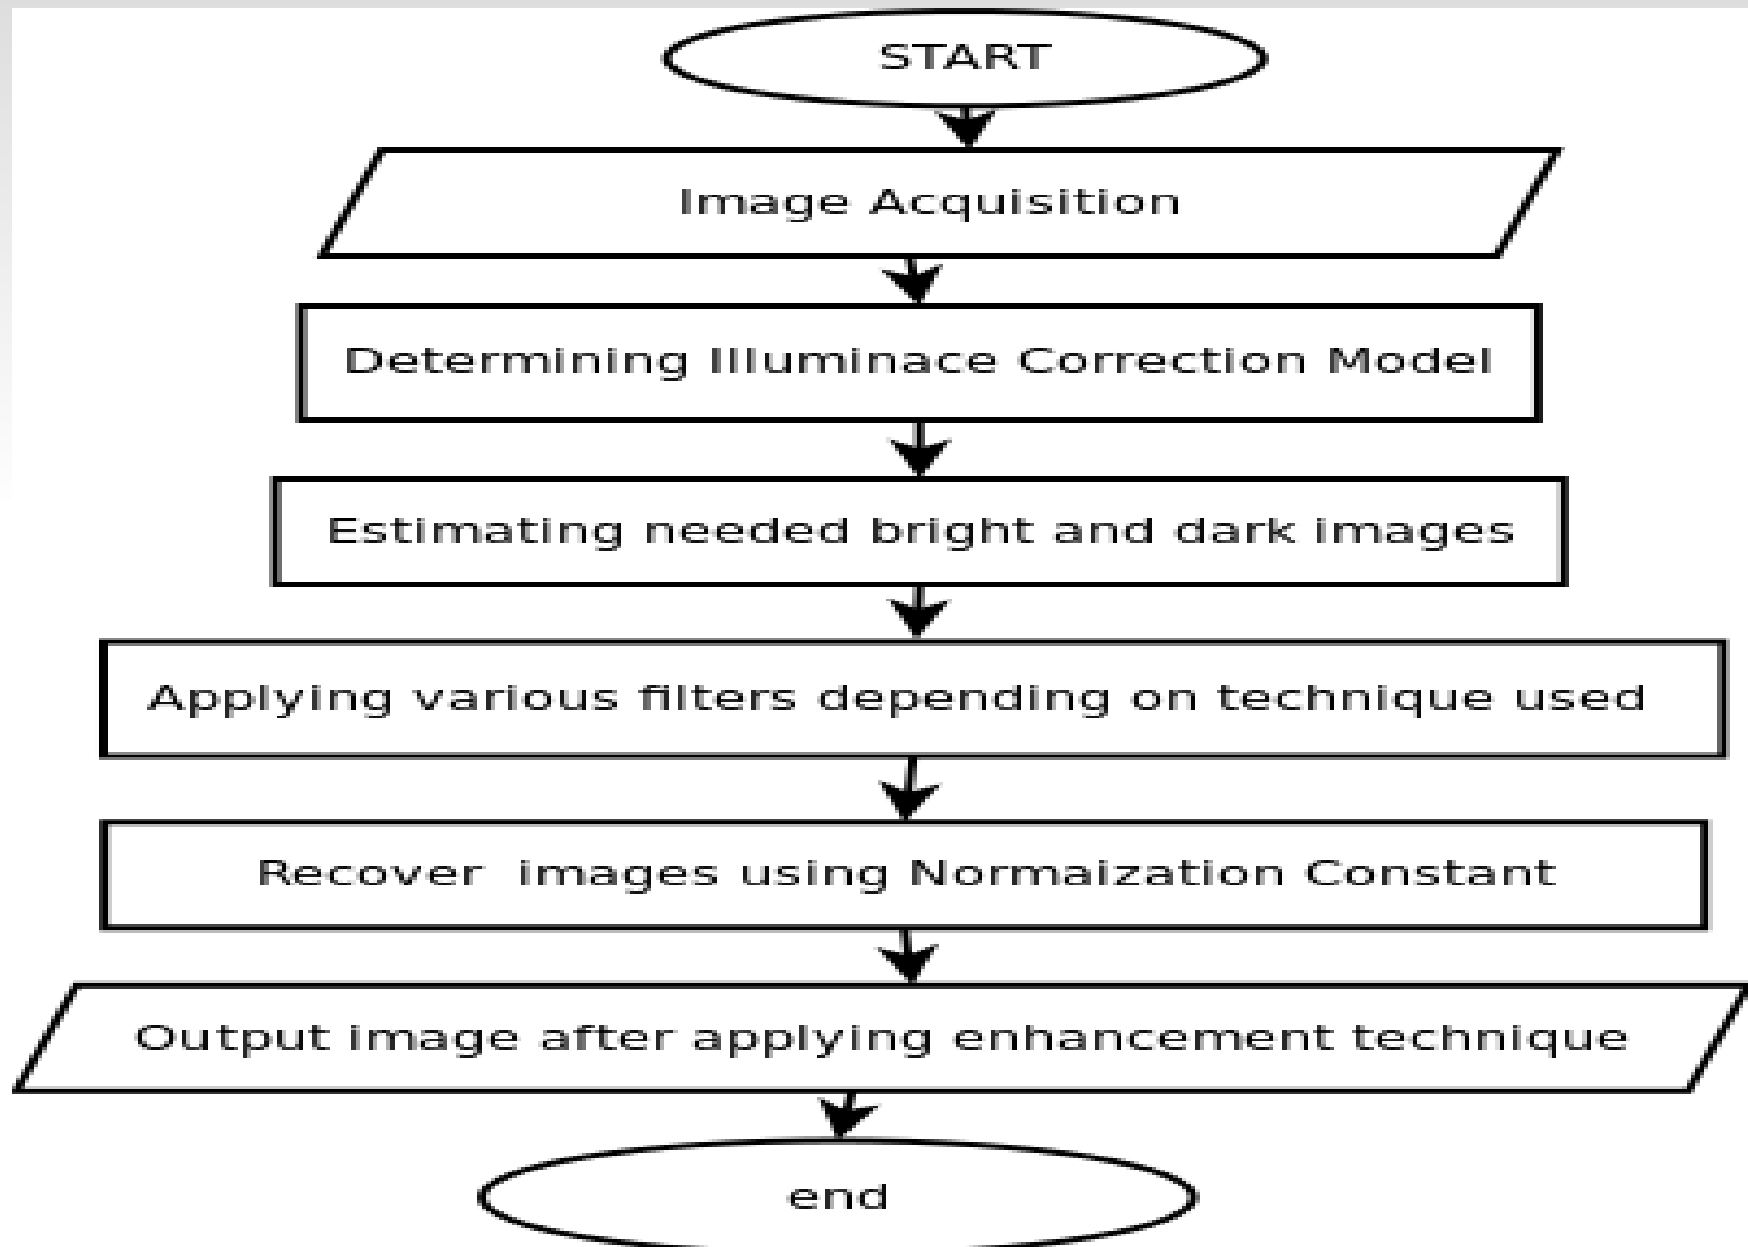 START
Image Acquisition
Determining Illuminace Correction Model
Estimating needed bright and dark images
Applying various filters depending on technique used
Recover images using Normaization Constant
Output image after applying enhancement technique
end